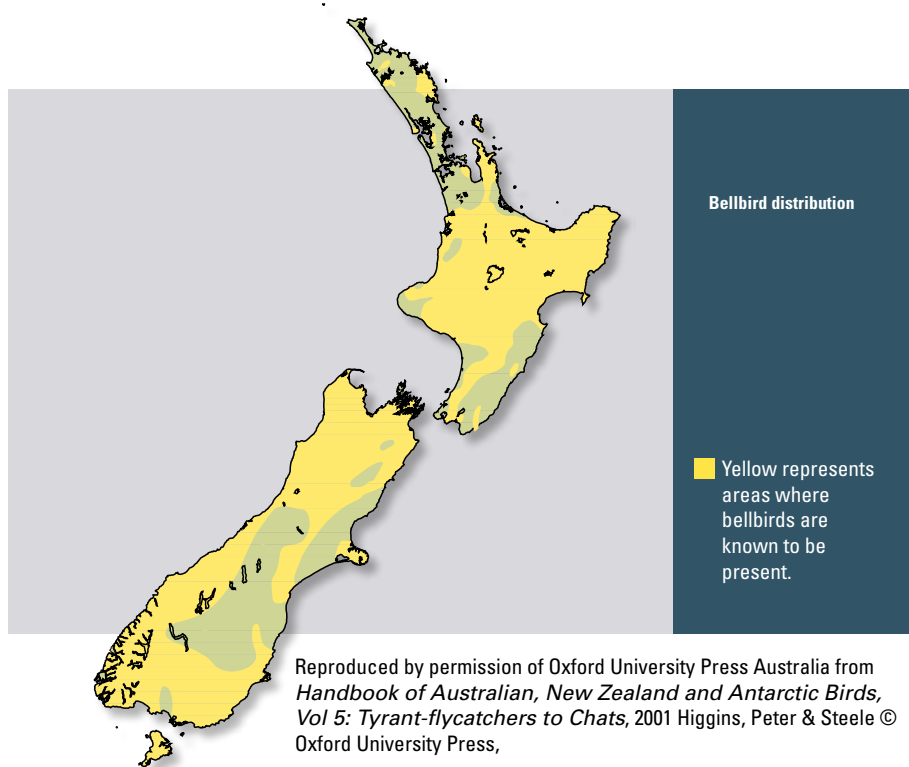 Bellbird distribution
Yellow represents
areas where
bellbirds are
known to be
present.
Reproduced by permission of Oxford University Press Australia from
Handbook of Australian, New Zealand and Antarctic Birds,
Vol 5: Tyrant-flycatchers to Chats, 2001 Higgins, Peter & Steele ©
Oxford University Press,